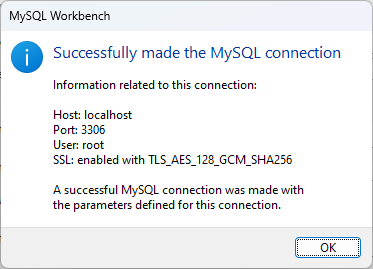 MySQL Workbench
Successfully made the MySQL connection
Information related to this connection:
Host: localhost
Port: 3306
User: root
SSL: enabled with TLS_AES_128_GCM_SHA256
A successful MySQL connection was made with
the parameters defined for this connection.
OK